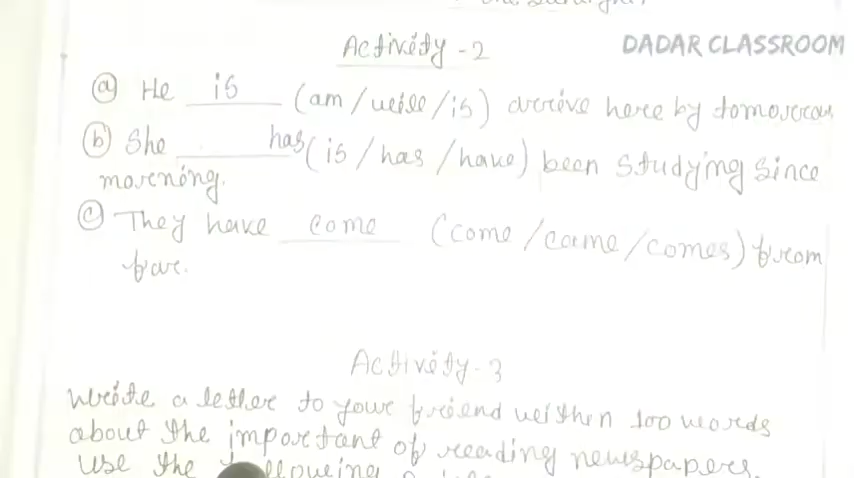 Activity-2
DADAR CLASSROOM
(a) He is (am/will/is) arrive here by tomorrow
(b) She has (is/has/have) been studying since
morning.
(c) They have come (come/came/comes) from
far.
Activity-3
Write a letter to your friend within 100 words
about the important of reading newspapers.
Use the following